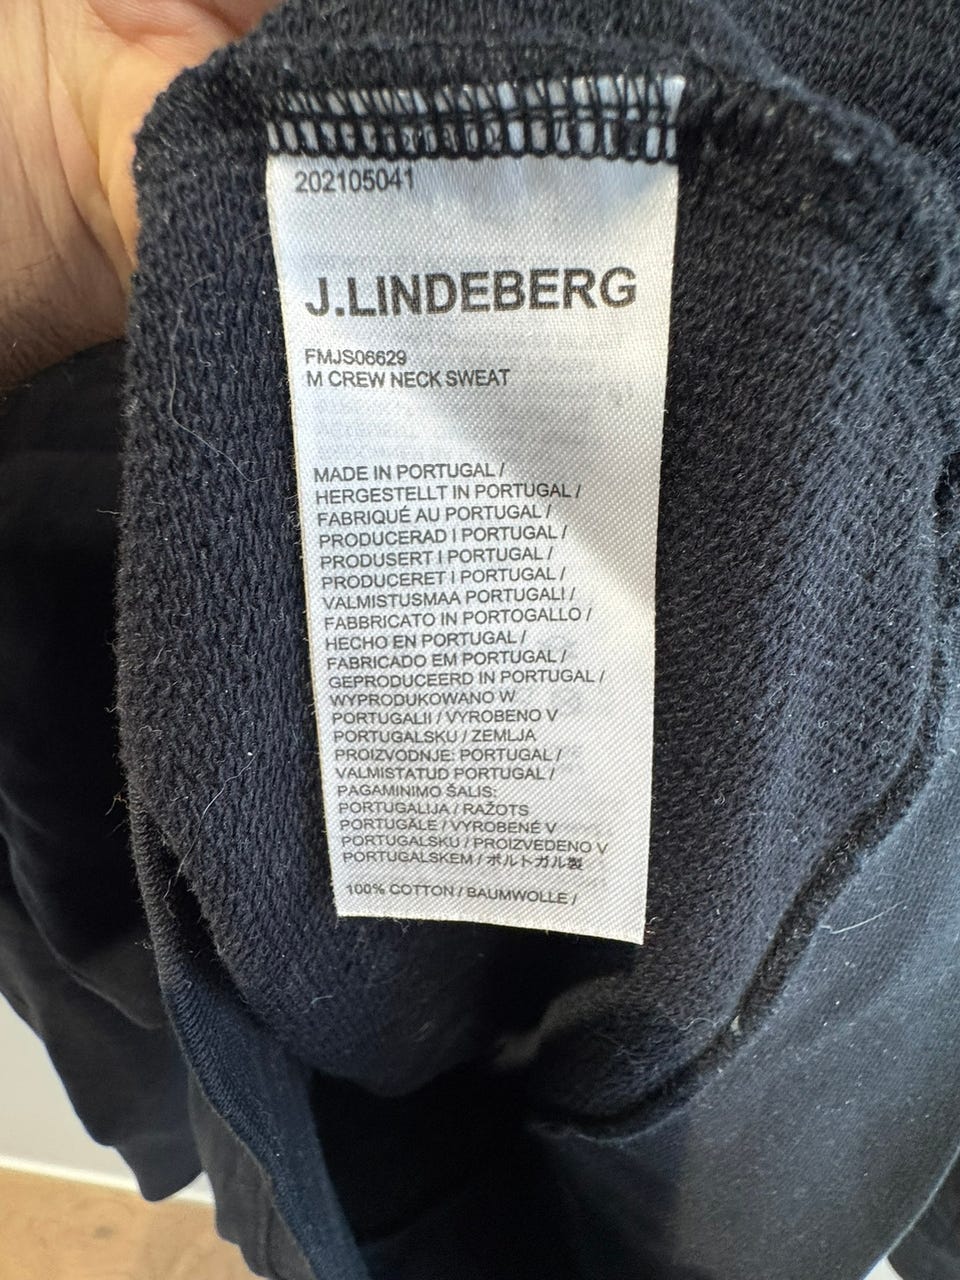 202105041
J.LINDEBERG
FMJS06629
M CREW NECK SWEAT
MADE IN PORTUGAL /
HERGESTELLT IN PORTUGAL /
FABRIQUÉ AU PORTUGAL /
PRODUCERAD I PORTUGAL /
PRODUSERT I PORTUGAL /
PRODUCERET I PORTUGAL /
VALMISTUSMAA PORTUGALI /
FABBRICATO IN PORTOGALLO /
HECHO EN PORTUGAL /
FABRICADO EM PORTUGAL /
GEPRODUCEERD IN PORTUGAL /
WYPRODUKOWANO W
PORTUGALII / VYROBENO V
PORTUGALSKU / ZEMLJA
PROIZVODNJE: PORTUGAL /
VALMISTATUD PORTUGAL /
PAGAMINIMO ŠALIS:
PORTUGALIJA / RAŽOTS
PORTUGĀLE / VYROBENÉ V
PORTUGALSKU / PROIZVEDENO V
PORTUGALSKEM / ポルトガル製
100% COTTON / BAUMWOLLE /